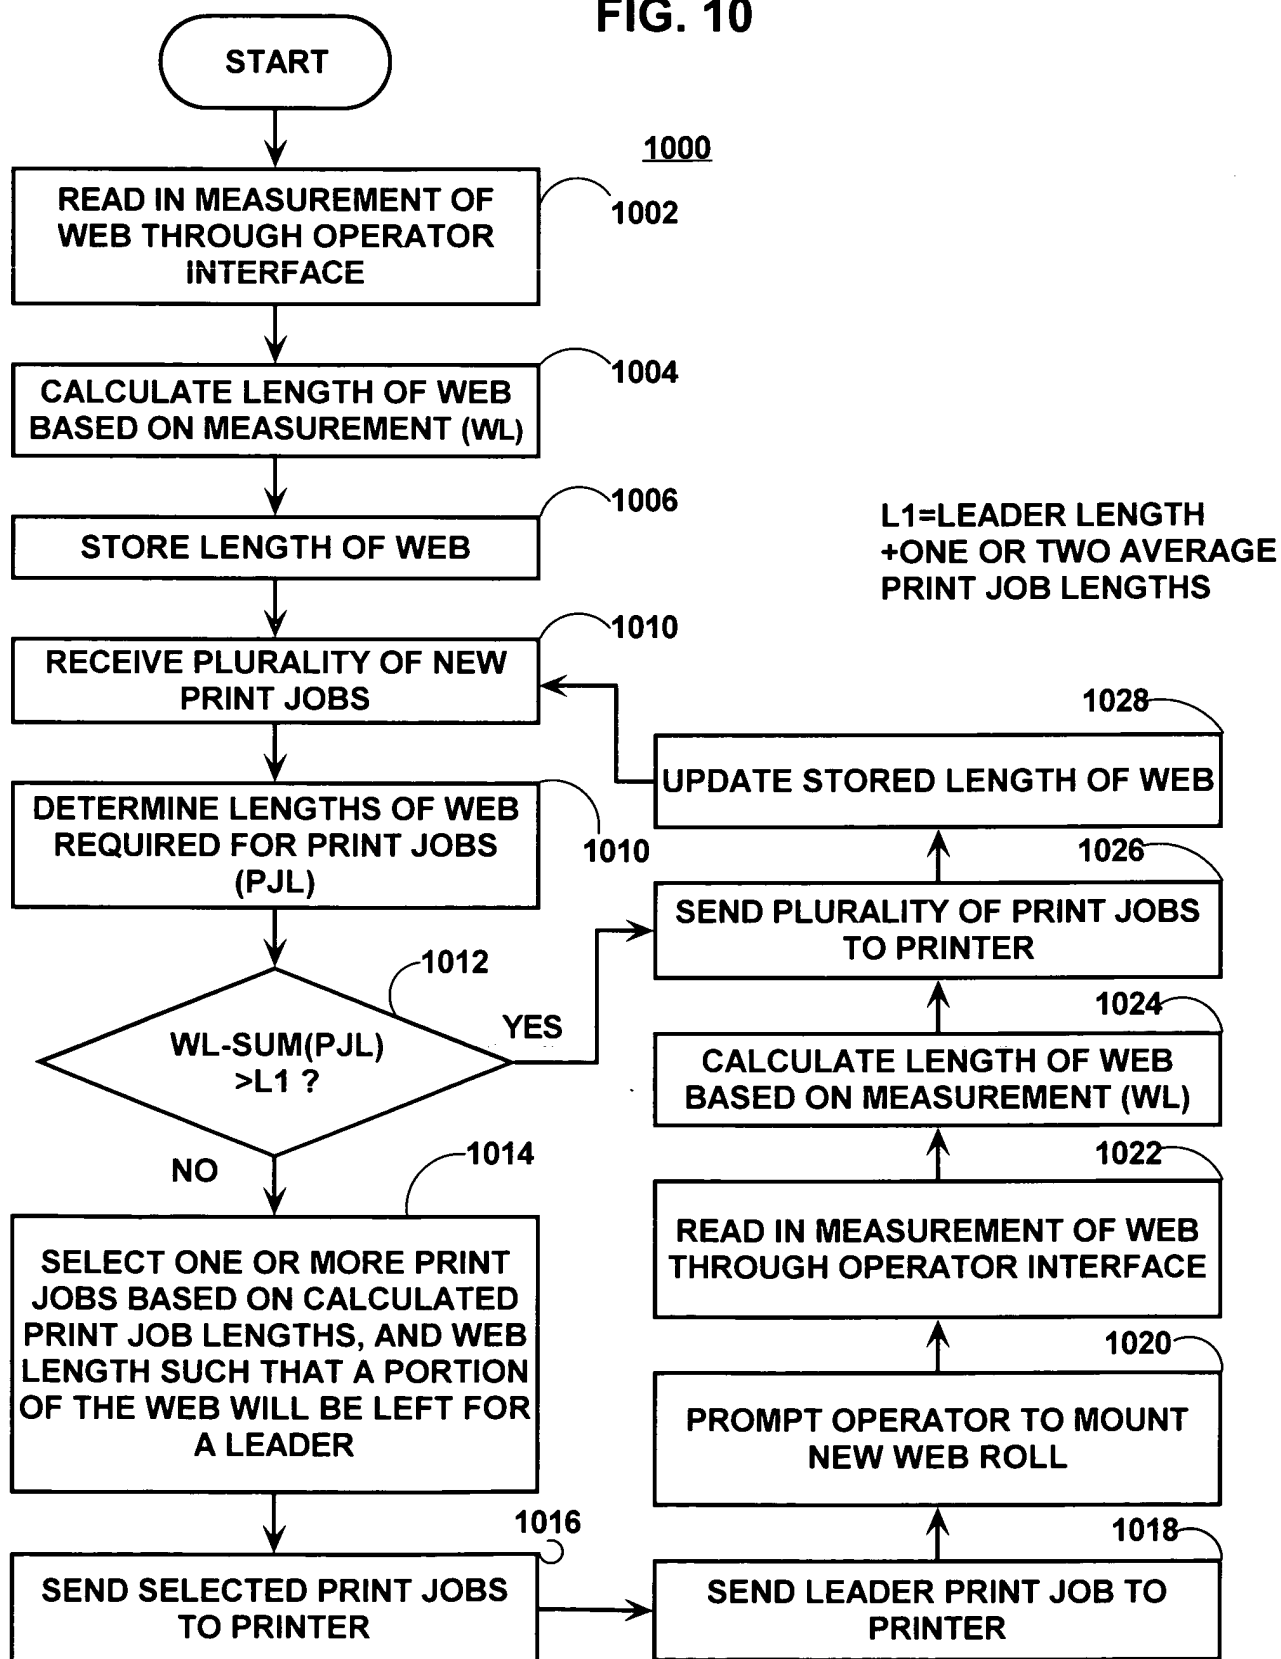 FIG. 10
START
1000
READ IN MEASUREMENT OF
WEB THROUGH OPERATOR
INTERFACE
1002
CALCULATE LENGTH OF WEB
BASED ON MEASUREMENT (WL)
1004
STORE LENGTH OF WEB
1006
L1=LEADER LENGTH
+ONE OR TWO AVERAGE
PRINT JOB LENGTHS
RECEIVE PLURALITY OF NEW
PRINT JOBS
1010
DETERMINE LENGTHS OF WEB
REQUIRED FOR PRINT JOBS
(PJL)
1010
WL-SUM(PJL)
>L1 ?
1012
YES
NO
SELECT ONE OR MORE PRINT
JOBS BASED ON CALCULATED
PRINT JOB LENGTHS, AND WEB
LENGTH SUCH THAT A PORTION
OF THE WEB WILL BE LEFT FOR
A LEADER
1014
SEND SELECTED PRINT JOBS
TO PRINTER
1016
SEND LEADER PRINT JOB TO
PRINTER
1018
PROMPT OPERATOR TO MOUNT
NEW WEB ROLL
1020
READ IN MEASUREMENT OF WEB
THROUGH OPERATOR INTERFACE
1022
CALCULATE LENGTH OF WEB
BASED ON MEASUREMENT (WL)
1024
SEND PLURALITY OF PRINT JOBS
TO PRINTER
1026
UPDATE STORED LENGTH OF WEB
1028